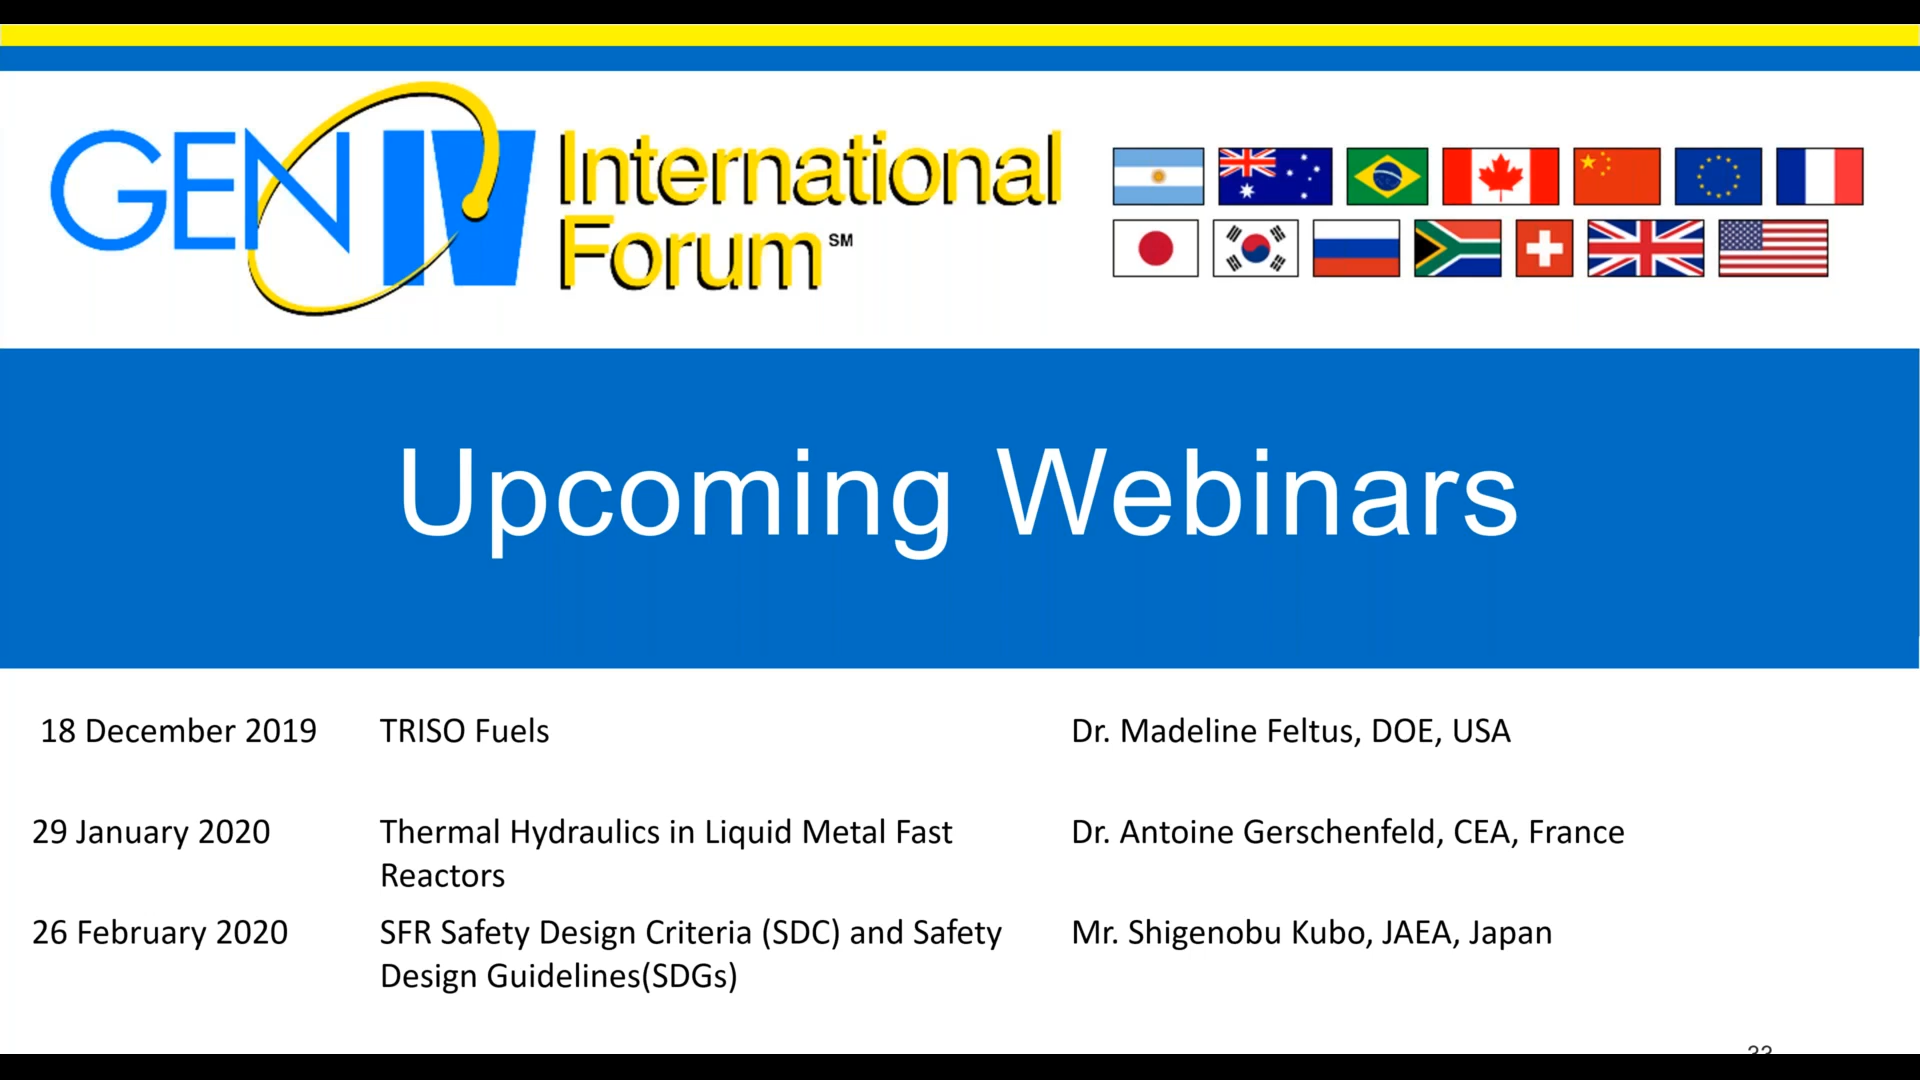 GEN IV International
Forum SM
Upcoming Webinars
18 December 2019 TRISO Fuels Dr. Madeline Feltus, DOE, USA
29 January 2020 Thermal Hydraulics in Liquid Metal Fast Dr. Antoine Gerschenfeld, CEA, France
Reactors
26 February 2020 SFR Safety Design Criteria (SDC) and Safety Mr. Shigenobu Kubo, JAEA, Japan
Design Guidelines(SDGs)